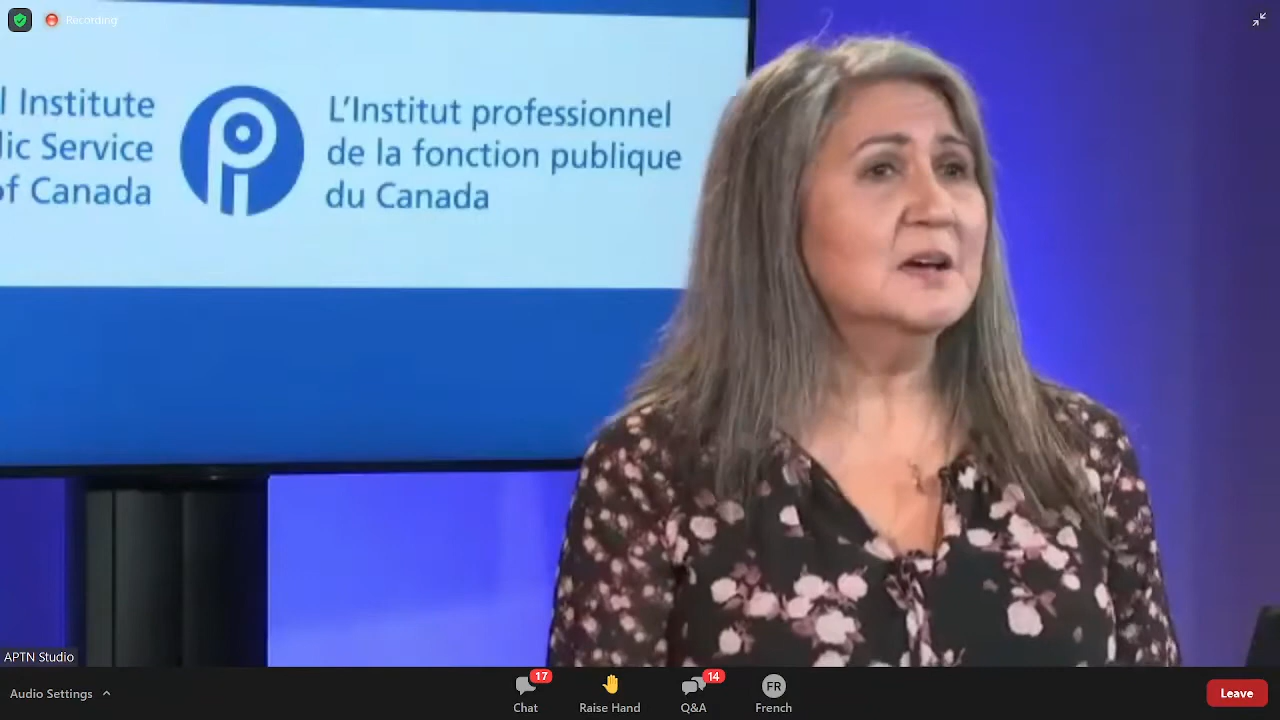 Recording
l Institute
lic Service
of Canada
L'Institut professionnel
de la fonction publique
du Canada
APTN Studio
Audio Settings
17
Chat
Raise Hand
14
Q&A
FR
French
Leave